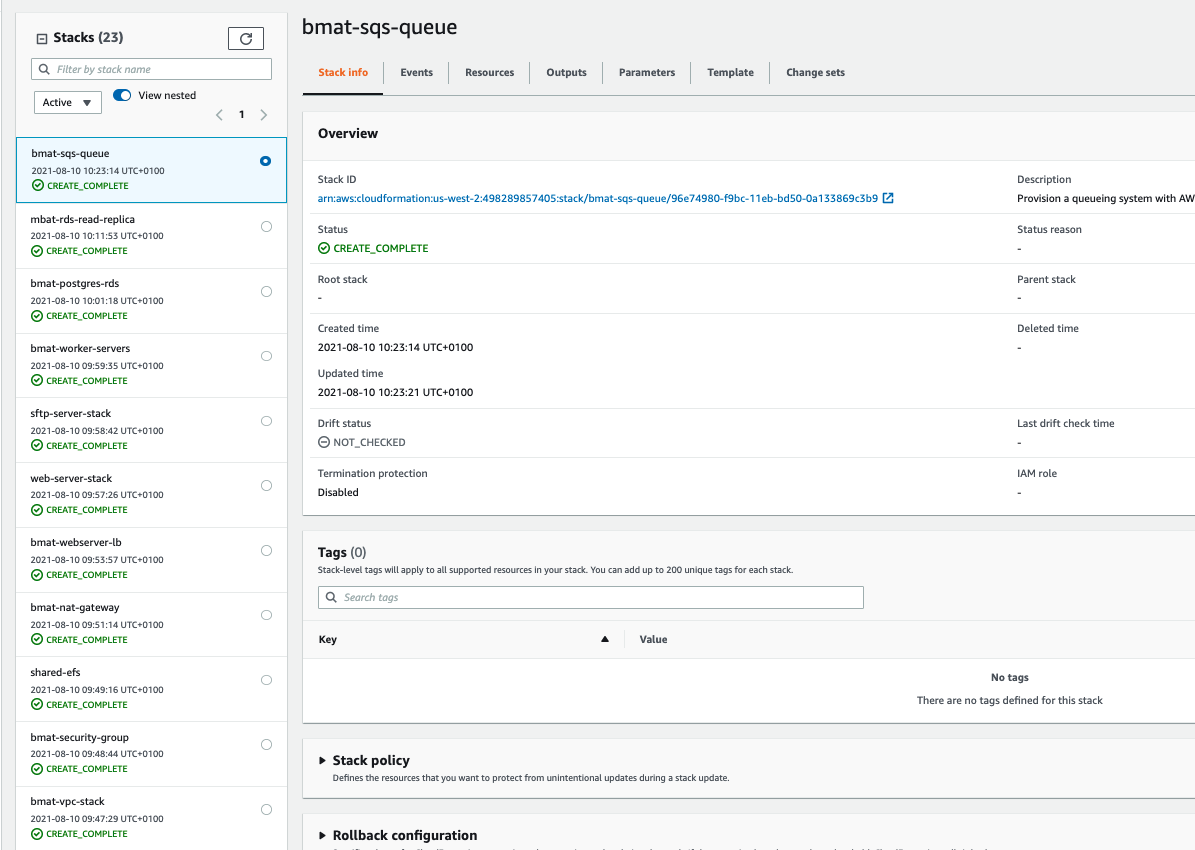 Stacks (23)
Filter by stack name
Active
View nested
1
bmat-sqs-queue
2021-08-10 10:23:14 UTC+0100
CREATE_COMPLETE
mbat-rds-read-replica
2021-08-10 10:11:53 UTC+0100
CREATE_COMPLETE
bmat-postgres-rds
2021-08-10 10:01:18 UTC+0100
CREATE_COMPLETE
bmat-worker-servers
2021-08-10 09:59:35 UTC+0100
CREATE_COMPLETE
sftp-server-stack
2021-08-10 09:58:42 UTC+0100
CREATE_COMPLETE
web-server-stack
2021-08-10 09:57:26 UTC+0100
CREATE_COMPLETE
bmat-webserver-lb
2021-08-10 09:53:57 UTC+0100
CREATE_COMPLETE
bmat-nat-gateway
2021-08-10 09:51:14 UTC+0100
CREATE_COMPLETE
shared-efs
2021-08-10 09:49:16 UTC+0100
CREATE_COMPLETE
bmat-security-group
2021-08-10 09:48:44 UTC+0100
CREATE_COMPLETE
bmat-vpc-stack
2021-08-10 09:47:29 UTC+0100
CREATE_COMPLETE
bmat-sqs-queue
Stack info Events Resources Outputs Parameters Template Change sets
Overview
Stack ID
arn:aws:cloudformation:us-west-2:498289857405:stack/bmat-sqs-queue/96e74980-f9bc-11eb-bd50-0a133869c3b9
Description
Provision a queueing system with AW
Status
CREATE_COMPLETE
Status reason
-
Root stack
-
Parent stack
-
Created time
2021-08-10 10:23:14 UTC+0100
Deleted time
-
Updated time
2021-08-10 10:23:21 UTC+0100
Drift status
NOT_CHECKED
Last drift check time
-
Termination protection
Disabled
IAM role
-
Tags (0)
Stack-level tags will apply to all supported resources in your stack. You can add up to 200 unique tags for each stack.
Search tags
Key Value
No tags
There are no tags defined for this stack
Stack policy
Defines the resources that you want to protect from unintentional updates during a stack update.
Rollback configuration